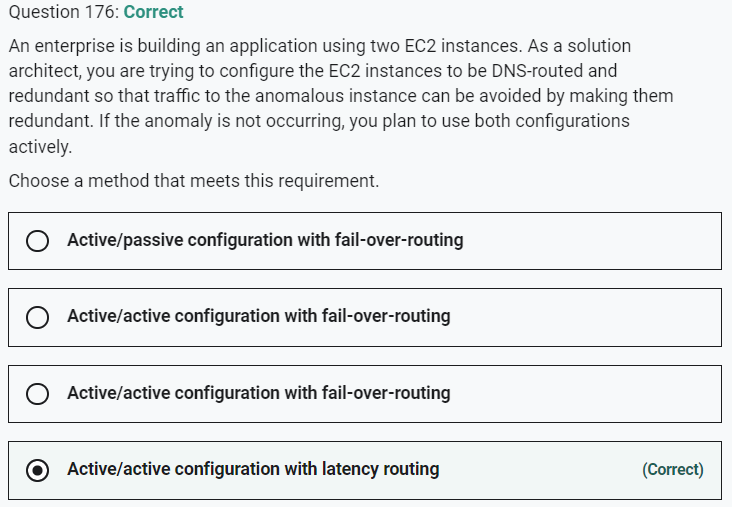 Question 176: Correct
An enterprise is building an application using two EC2 instances. As a solution
architect, you are trying to configure the EC2 instances to be DNS-routed and
redundant so that traffic to the anomalous instance can be avoided by making them
redundant. If the anomaly is not occurring, you plan to use both configurations
actively.
Choose a method that meets this requirement.
Active/passive configuration with fail-over-routing
Active/active configuration with fail-over-routing
Active/active configuration with fail-over-routing
Active/active configuration with latency routing (Correct)